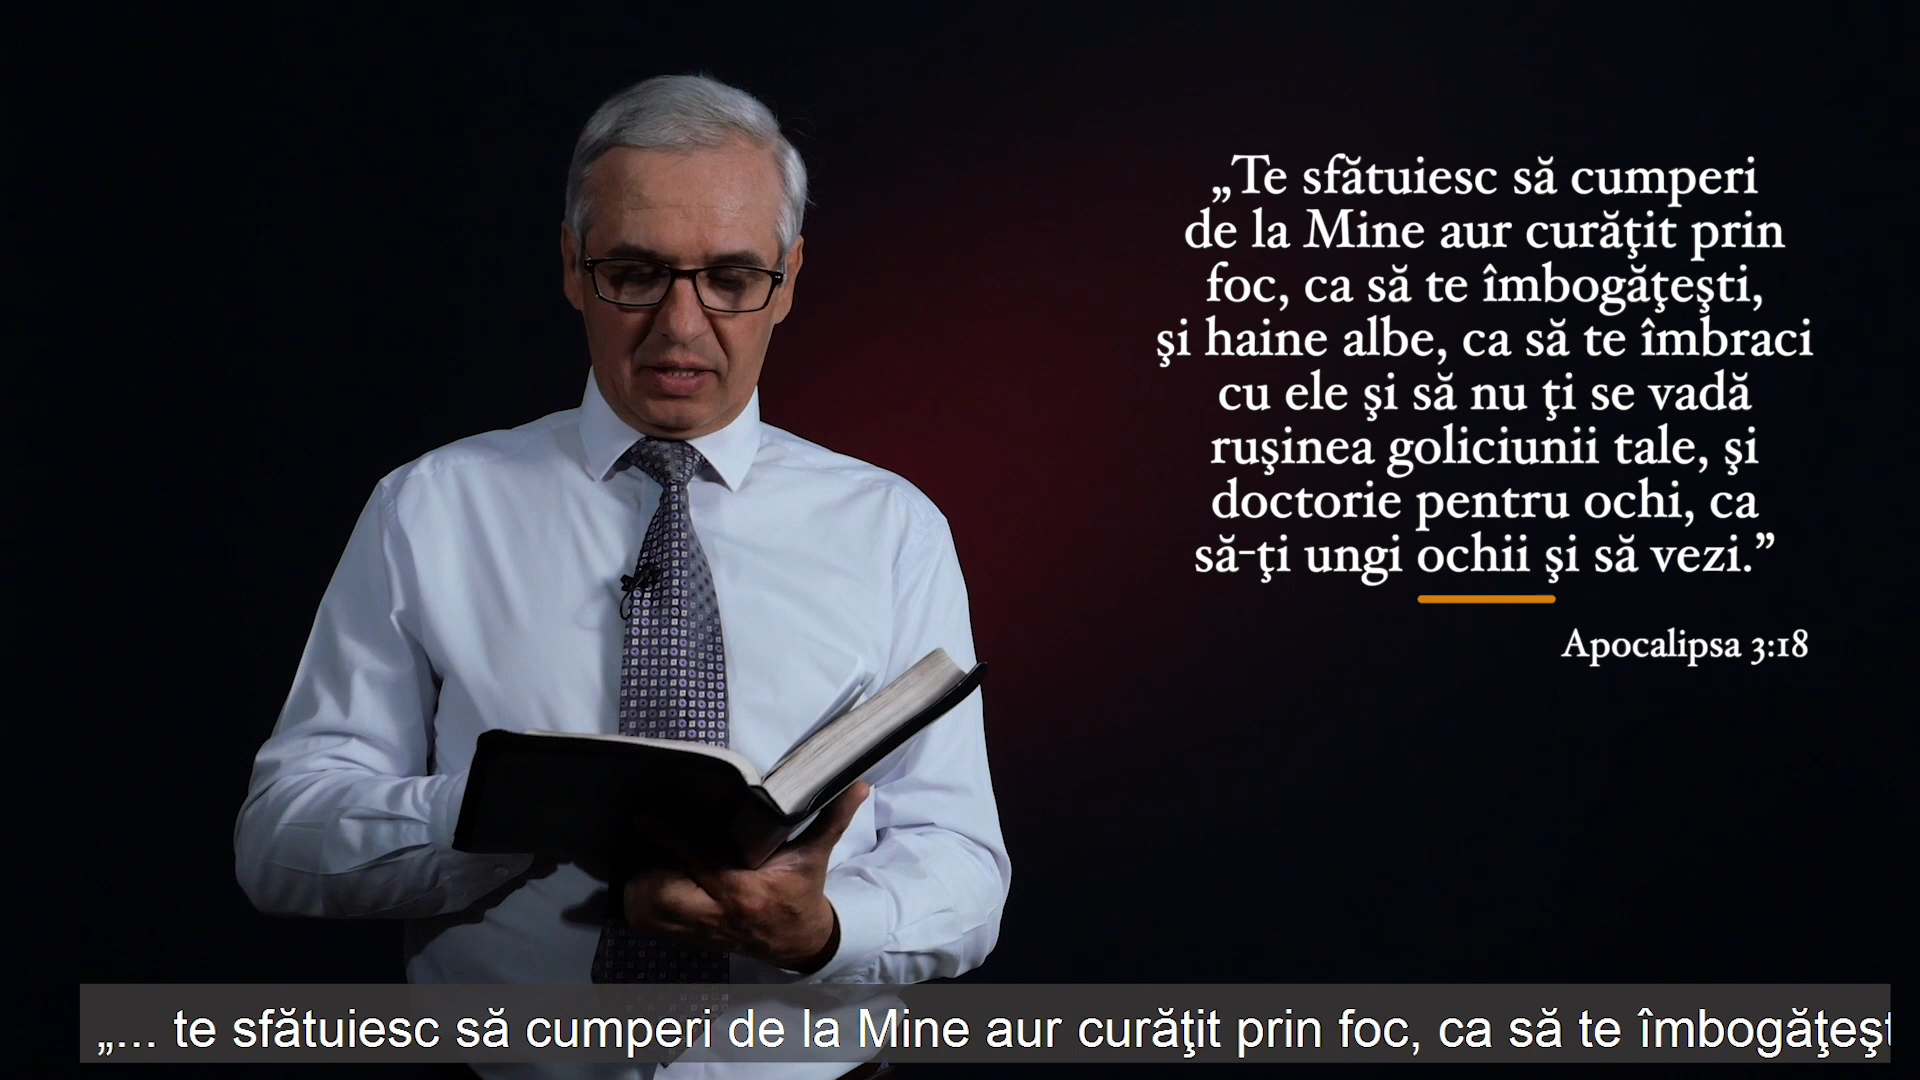 „Te sfătuiesc să cumperi
de la Mine aur curăţit prin
foc, ca să te îmbogăţeşti,
şi haine albe, ca să te îmbraci
cu ele şi să nu ţi se vadă
ruşinea goliciunii tale, şi
doctorie pentru ochi, ca
să-ţi ungi ochii şi să vezi.”
Apocalipsa 3:18
„... te sfătuiesc să cumperi de la Mine aur curăţit prin foc, ca să te îmbogăţeşt